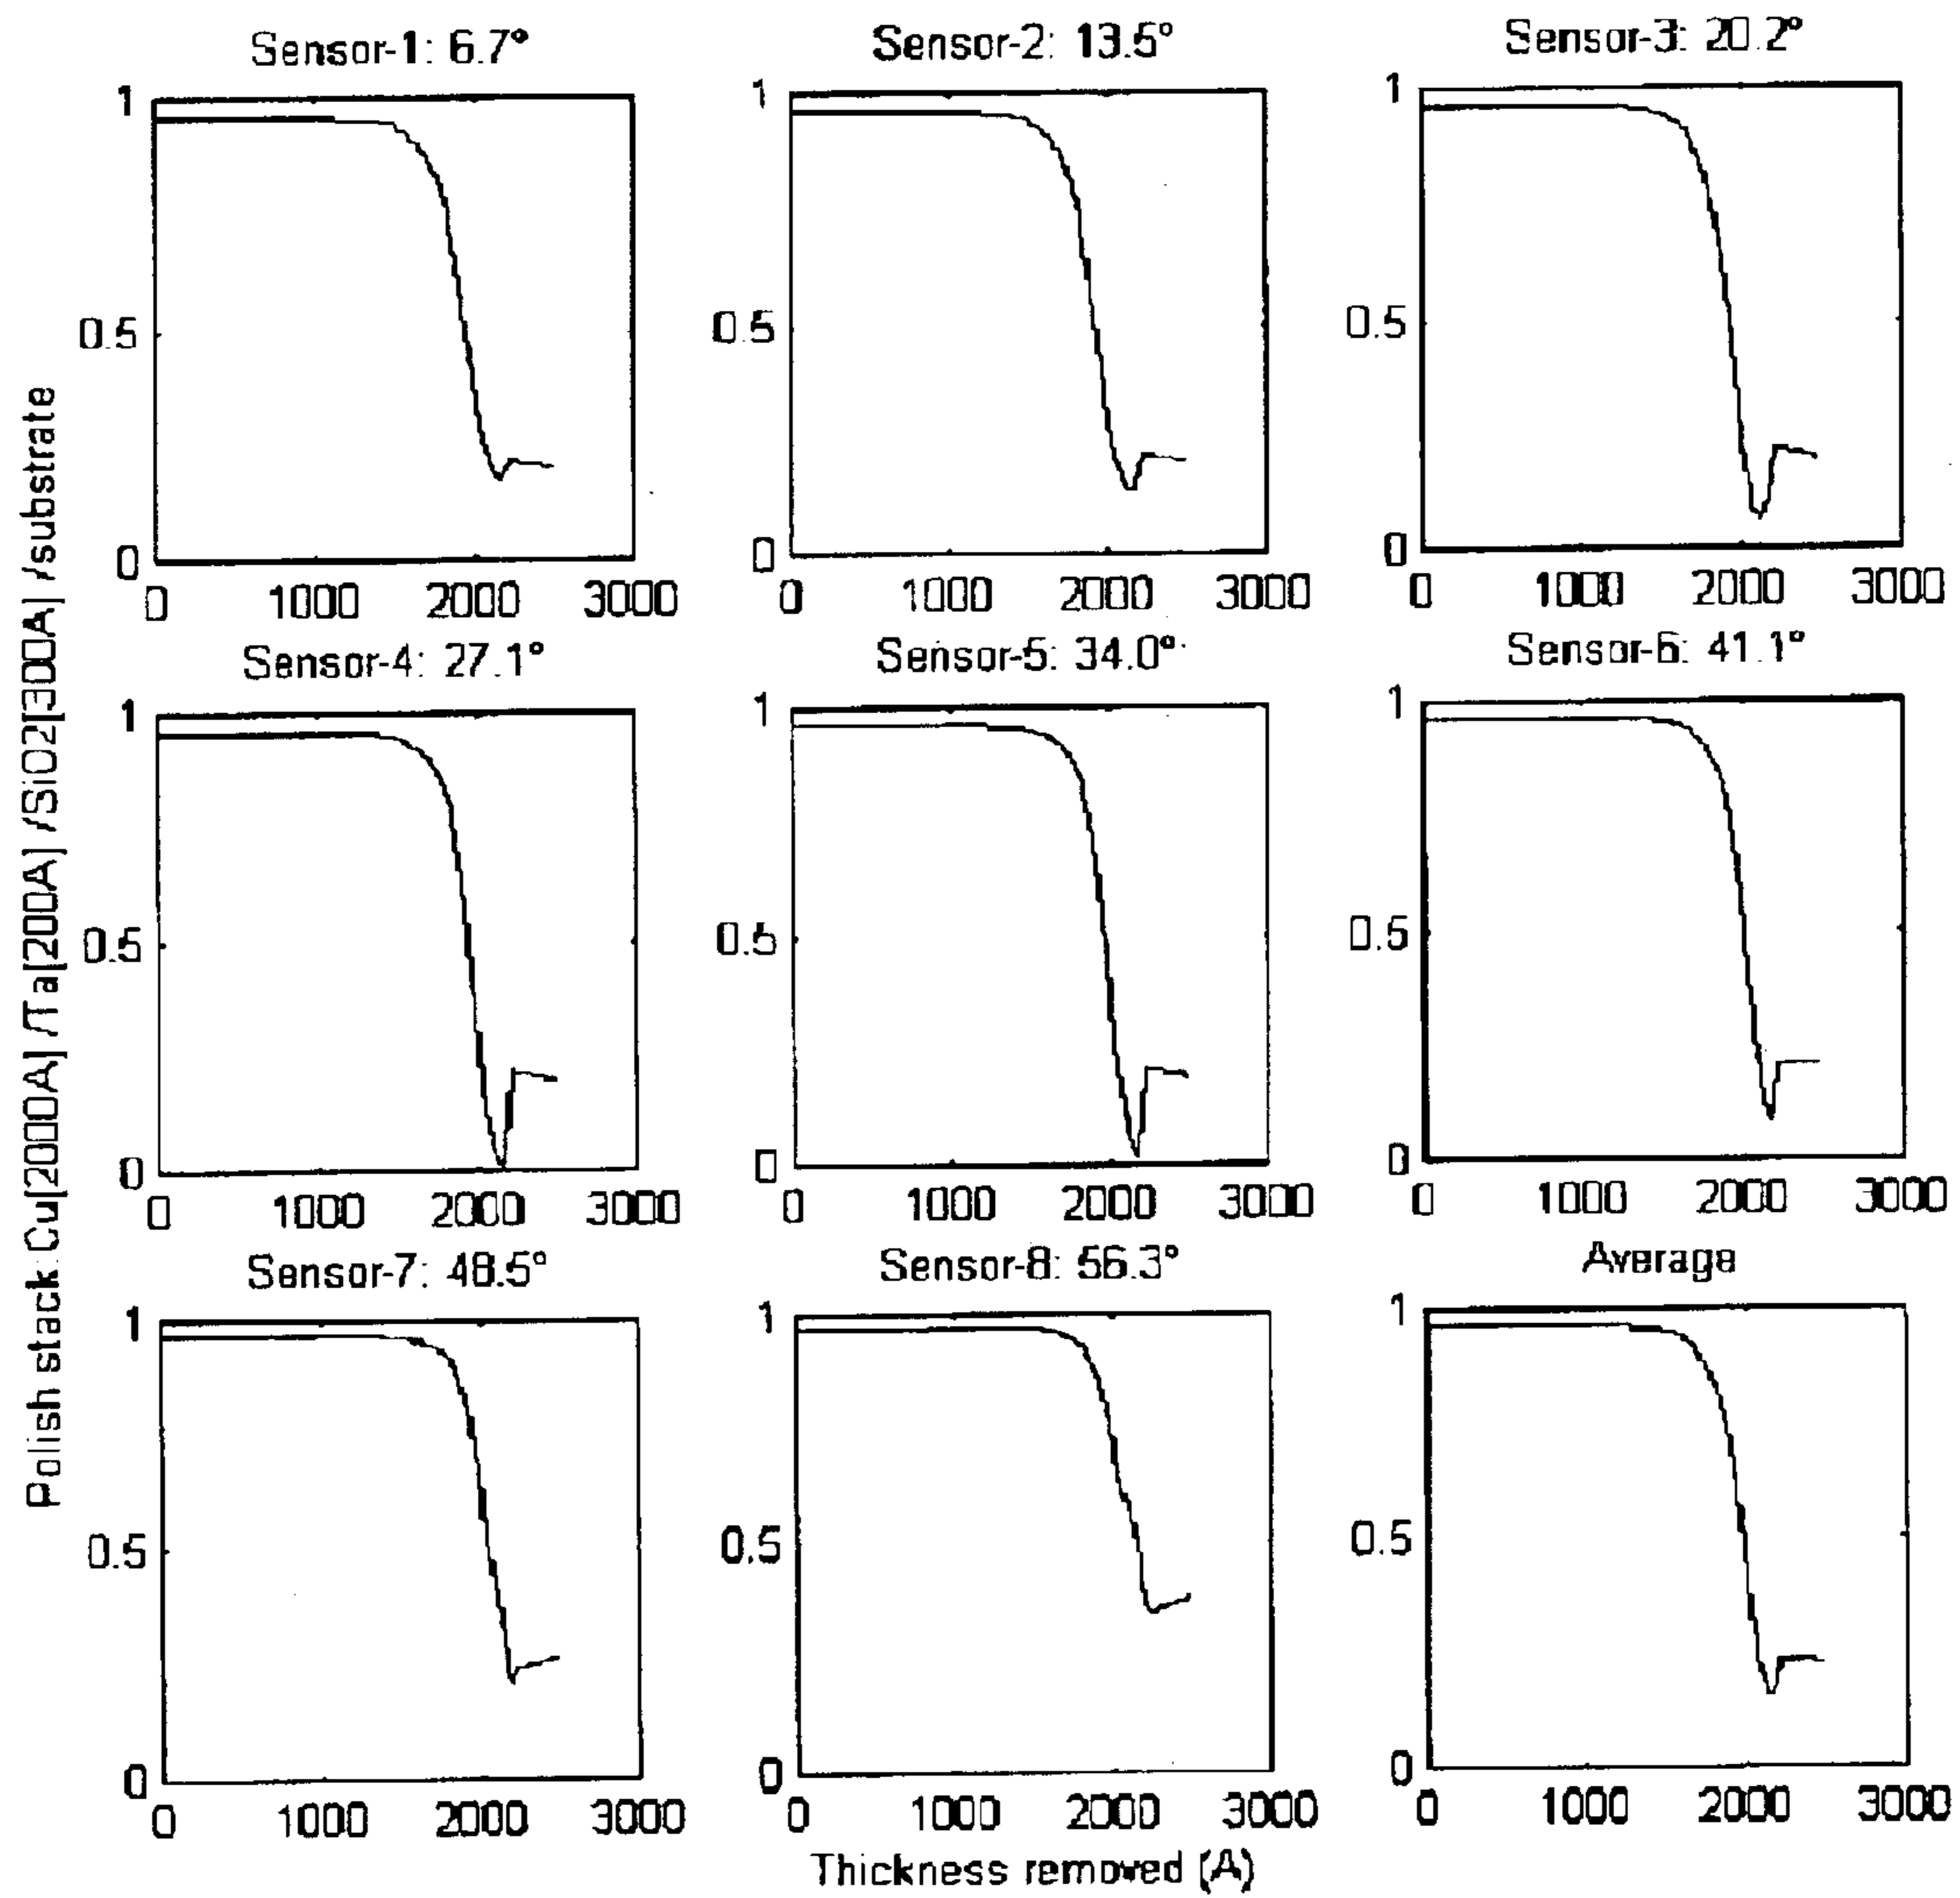 Sensor-1: 6.7°
Sensor-2: 13.5°
Sensor-3: 20.2°
1
0.5
0
0 1000 2000 3000
1
0.5
0
0 1000 2000 3000
1
0.5
0
0 1000 2000 3000
Sensor-4: 27.1°
Sensor-5: 34.0°
Sensor-6: 41.1°
1
0.5
0
0 1000 2000 3000
1
0.5
0
0 1000 2000 3000
1
0.5
0
0 1000 2000 3000
Sensor-7: 48.5°
Sensor-8: 56.3°
Average
1
0.5
0
0 1000 2000 3000
1
0.5
0
0 1000 2000 3000
1
0.5
0
0 1000 2000 3000
Polish stack: Cu[2000A] /Ta[200A] /SiO2[300A] /substrate
Thickness removed (A)